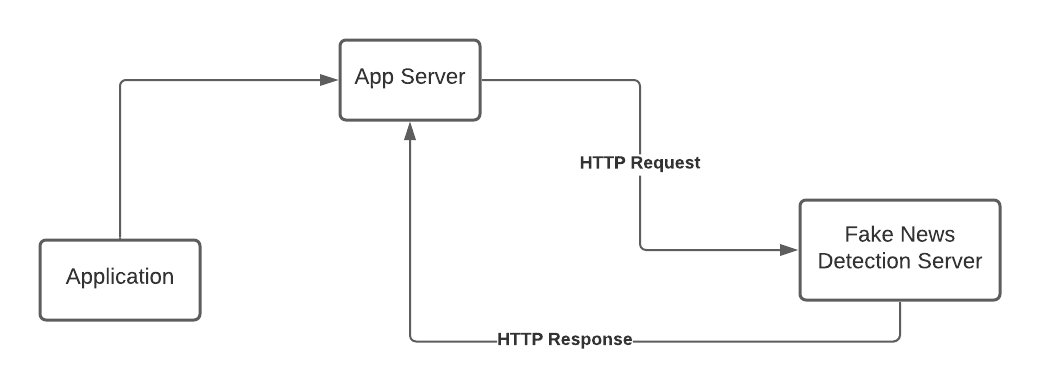 App Server
HTTP Request
Fake News
Detection Server
Application
HTTP Response